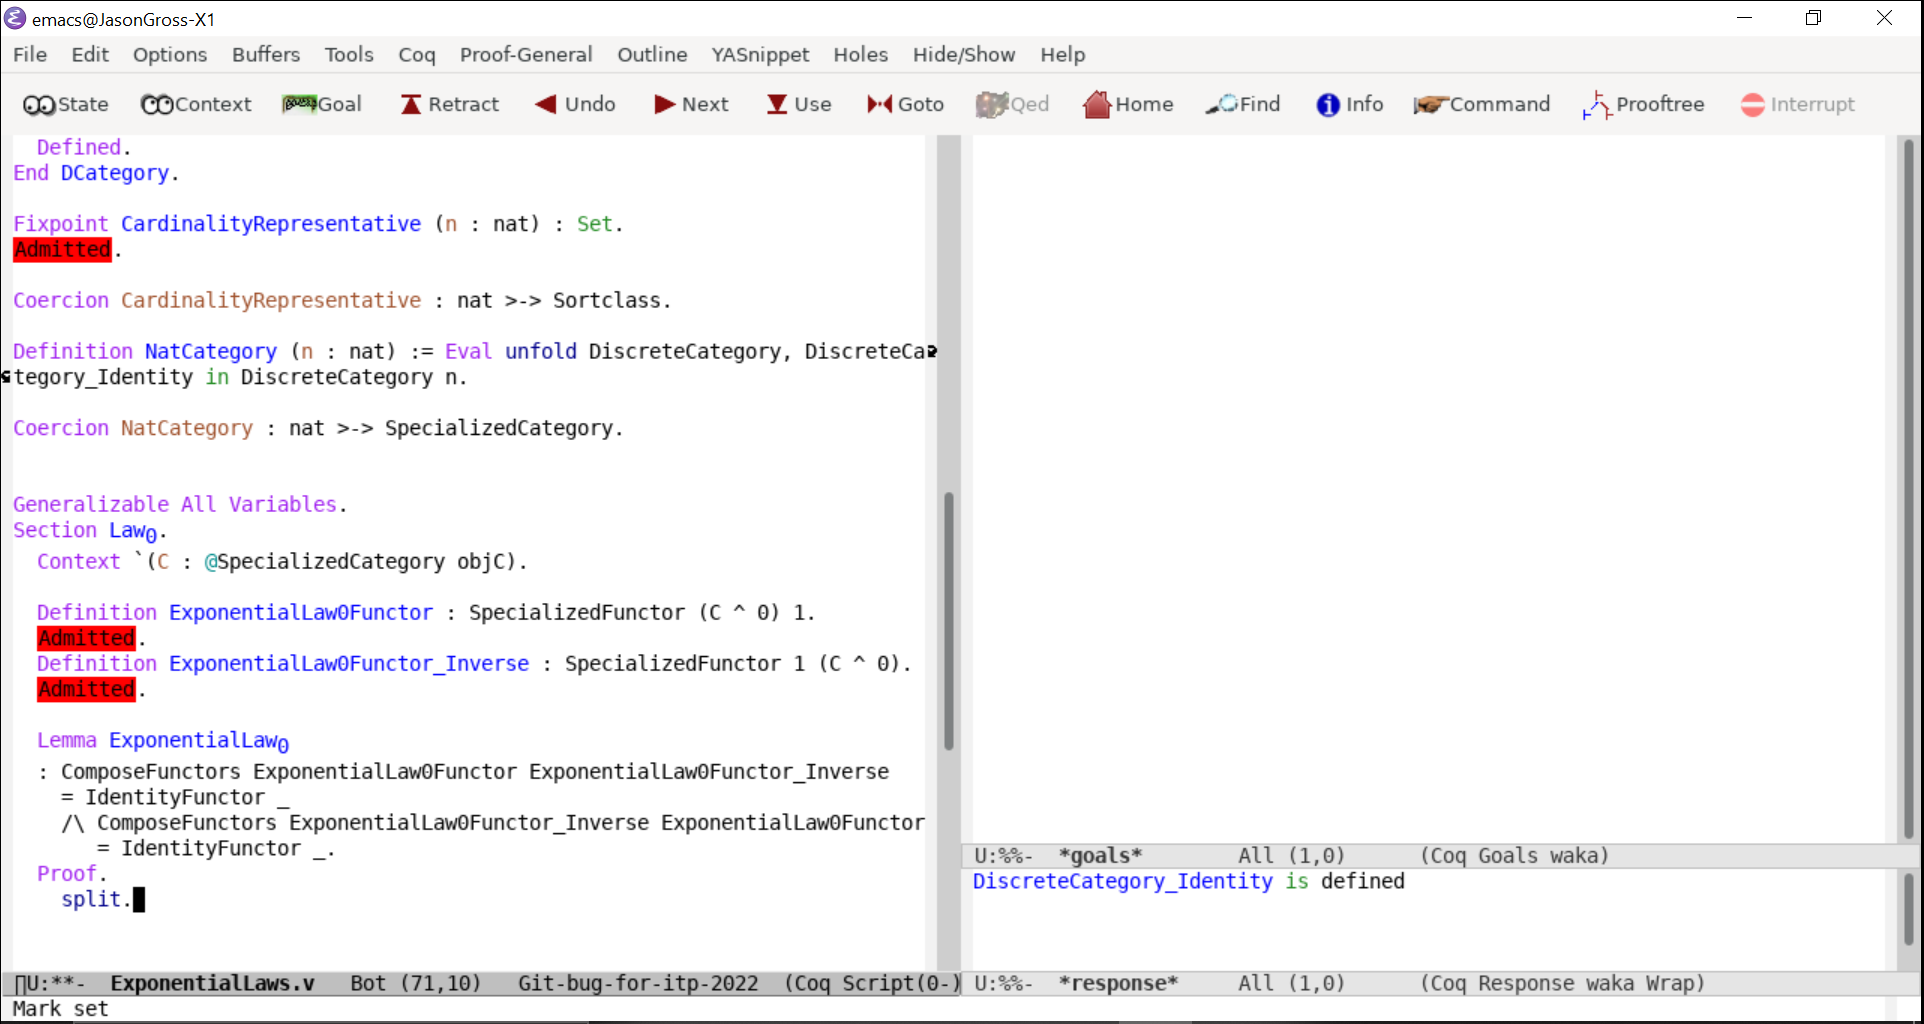 emacs@JasonGross-X1
File Edit Options Buffers Tools Coq Proof-General Outline YASnippet Holes Hide/Show Help
State Context Goal Retract Undo Next Use Goto Qed Home Find Info Command Prooftree Interrupt
Defined.
End DCategory.
Fixpoint CardinalityRepresentative (n : nat) : Set.
Admitted.
Coercion CardinalityRepresentative : nat >-> Sortclass.
Definition NatCategory (n : nat) := Eval unfold DiscreteCategory, DiscreteCa
tegory_Identity in DiscreteCategory n.
Coercion NatCategory : nat >-> SpecializedCategory.
Generalizable All Variables.
Section Law₀.
Context `(C : @SpecializedCategory objC).
Definition ExponentialLaw0Functor : SpecializedFunctor (C ^ 0) 1.
Admitted.
Definition ExponentialLaw0Functor_Inverse : SpecializedFunctor 1 (C ^ 0).
Admitted.
Lemma ExponentialLaw₀
: ComposeFunctors ExponentialLaw0Functor ExponentialLaw0Functor_Inverse
= IdentityFunctor _
/\ ComposeFunctors ExponentialLaw0Functor_Inverse ExponentialLaw0Functor
= IdentityFunctor _.
Proof.
split.
U:**- ExponentialLaws.v Bot (71,10) Git-bug-for-itp-2022 (Coq Script(0-)
Mark set
U:%%- *goals* All (1,0) (Coq Goals waka)
DiscreteCategory_Identity is defined
U:%%- *response* All (1,0) (Coq Response waka Wrap)